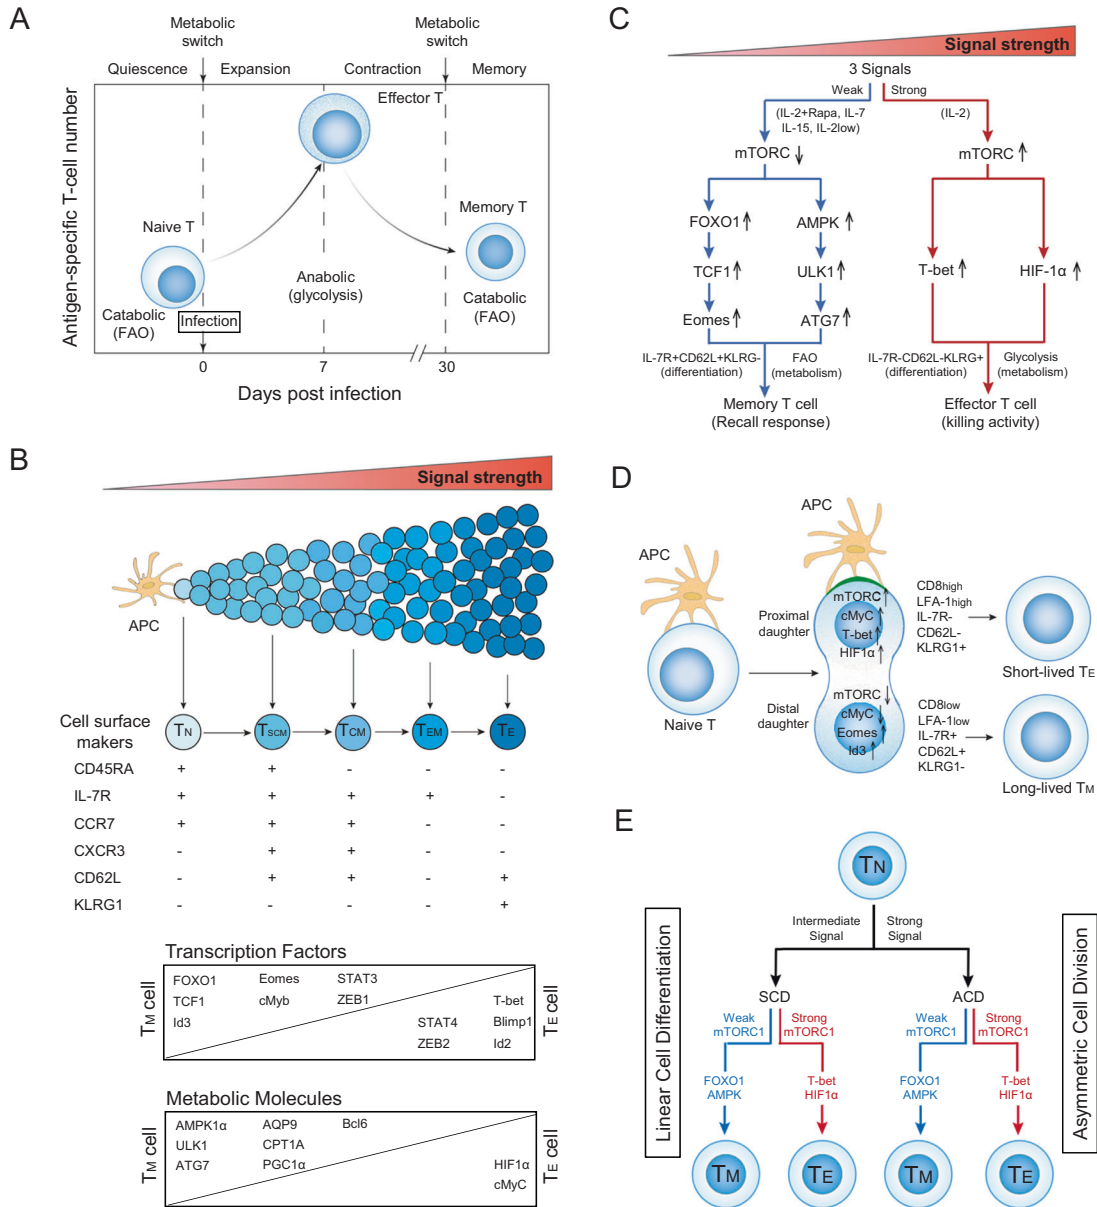 A
Metabolic
switch
Metabolic
switch
Quiescence
Expansion
Contraction
Memory
Antigen-specific T-cell number
Effector T
Naive T
Memory T
Catabolic
(FAO)
Infection
Anabolic
(glycolysis)
Catabolic
(FAO)
0
7
30
Days post infection
B
Signal strength
APC
Cell surface
makers
TN
TSCM
TCM
TEM
TE
CD45RA + + - - -
IL-7R + + + + -
CCR7 + + + - -
CXCR3 - + + - -
CD62L - + + - +
KLRG1 - - - - +
Transcription Factors
TM cell
FOXO1 Eomes STAT3
TCF1 cMyb ZEB1 T-bet
Id3 STAT4 Blimp1
ZEB2 Id2
TE cell
Metabolic Molecules
TM cell
AMPK1α AQP9 Bcl6
ULK1 CPT1A
ATG7 PGC1α HIF1α
cMyC
TE cell
C
Signal strength
3 Signals
Weak
Strong
(IL-2+Rapa, IL-7
IL-15, IL-2low)
(IL-2)
mTORC ↓
mTORC ↑
FOXO1 ↑
AMPK ↑
TCF1 ↑
ULK1 ↑
T-bet ↑
HIF-1α ↑
Eomes ↑
ATG7 ↑
IL-7R+CD62L+KLRG-
(differentiation)
FAO
(metabolism)
IL-7R-CD62L-KLRG+
(differentiation)
Glycolysis
(metabolism)
Memory T cell
(Recall response)
Effector T cell
(killing activity)
D
APC
APC
Naive T
Proximal
daughter
mTORC ↑
cMyC ↑
T-bet ↑
HIF1α ↑
CD8high
LFA-1high
IL-7R-
CD62L-
KLRG1+
Short-lived TE
Distal
daughter
mTORC ↓
cMyC ↓
Eomes ↑
Id3 ↑
CD8low
LFA-1low
IL-7R+
CD62L+
KLRG1-
Long-lived TM
E
TN
Linear Cell Differentiation
Asymmetric Cell Division
Intermediate
Signal
Strong
Signal
SCD
ACD
Weak
mTORC1
Strong
mTORC1
Weak
mTORC1
Strong
mTORC1
FOXO1
AMPK
T-bet
HIF1α
FOXO1
AMPK
T-bet
HIF1α
TM
TE
TM
TE